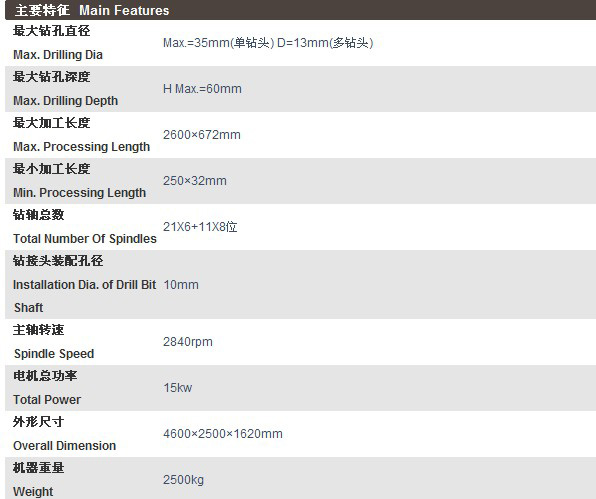 主要特征 Main Features
最大钻孔直径
Max. Drilling Dia
Max.=35mm(单钻头) D=13mm(多钻头)
最大钻孔深度
Max. Drilling Depth
H Max.=60mm
最大加工长度
Max. Processing Length
2600×672mm
最小加工长度
Min. Processing Length
250×32mm
钻轴总数
Total Number Of Spindles
21X6+11X8位
钻接头装配孔径
Installation Dia. of Drill Bit
Shaft
10mm
主轴转速
Spindle Speed
2840rpm
电机总功率
Total Power
15kw
外形尺寸
Overall Dimension
4600×2500×1620mm
机器重量
Weight
2500kg